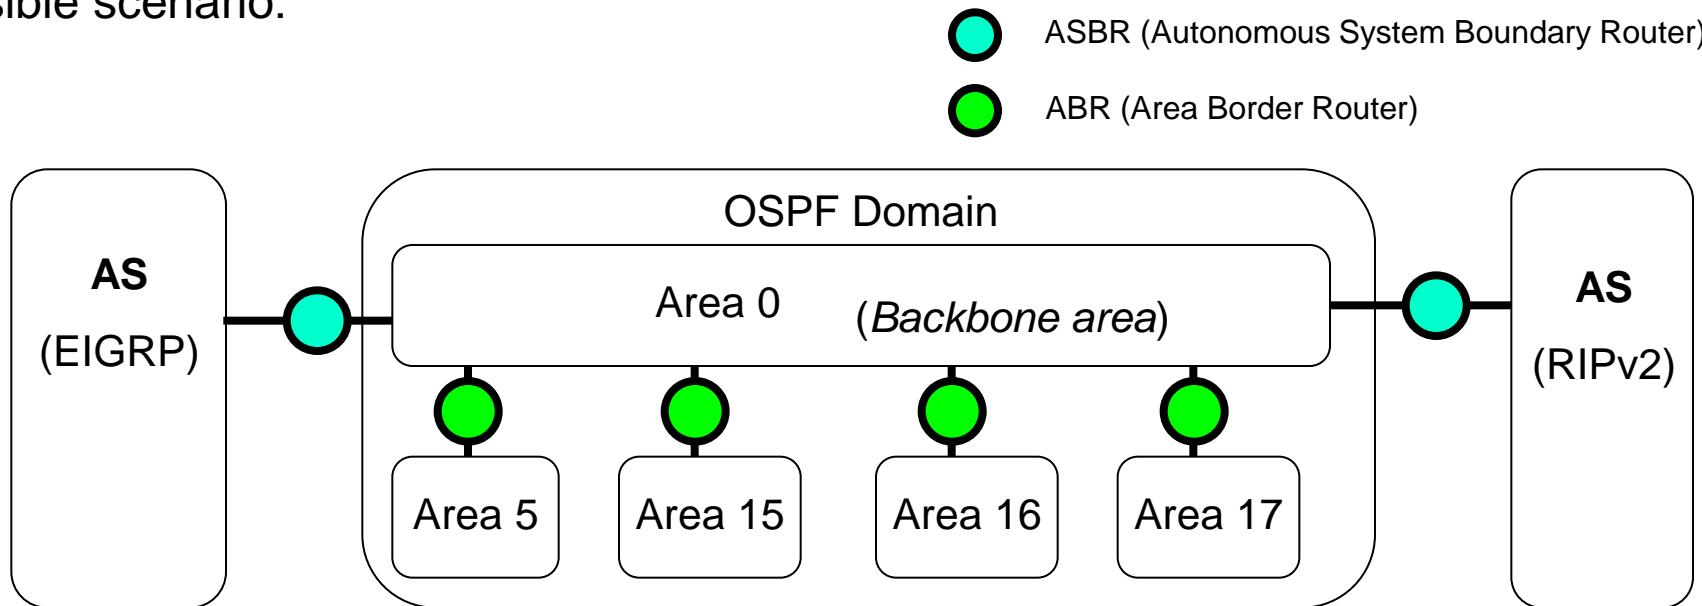 scenario.
ASBR (Autonomous System Boundary Router)
ABR (Area Border Router)
OSPF Domain
AS
(EIGRP)
Area 0 (Backbone area)
AS
(RIPv2)
Area 5
Area 15
Area 16
Area 17